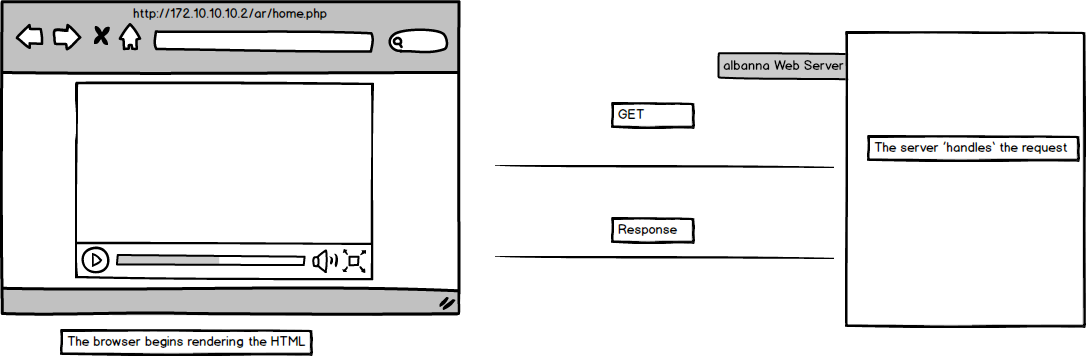 http://172.10.10.10.2/ar/home.php
albanna Web Server
GET
The server 'handles` the request
Response
The browser begins rendering the HTML